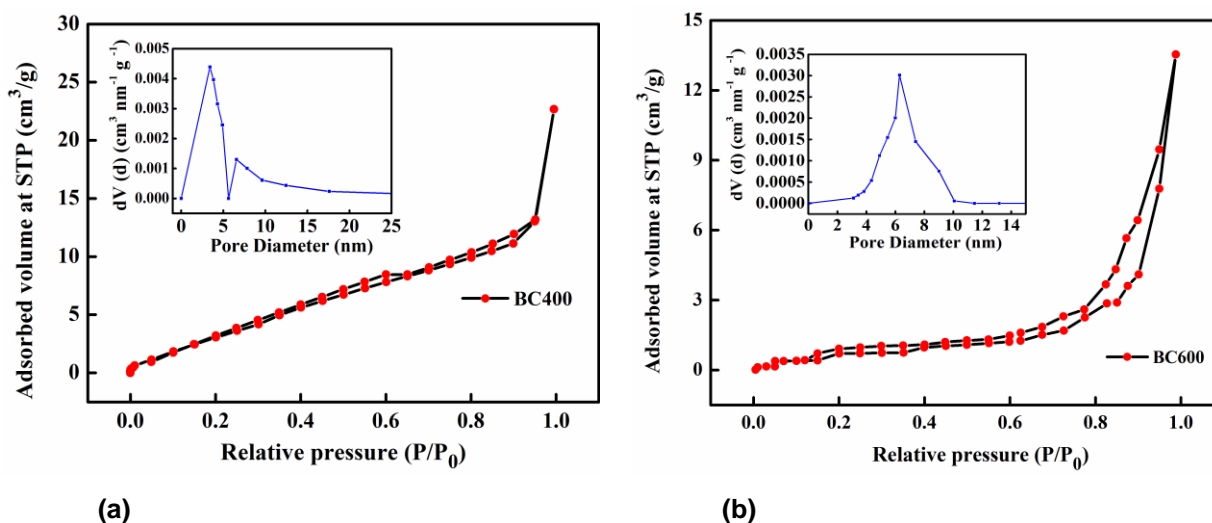 Adsorbed volume at STP (cm³/g)
30
25
20
15
10
5
0
0.0 0.2 0.4 0.6 0.8 1.0
Relative pressure (P/P₀)
BC400
dV (d) (cm³ nm⁻¹ g⁻¹)
0.005
0.004
0.003
0.002
0.001
0.000
0 5 10 15 20 25
Pore Diameter (nm)
(a)
Adsorbed volume at STP (cm³/g)
15
12
9
6
3
0
0.0 0.2 0.4 0.6 0.8 1.0
Relative pressure (P/P₀)
BC600
dV (d) (cm³ nm⁻¹ g⁻¹)
0.0035
0.0030
0.0025
0.0020
0.0015
0.0010
0.0005
0.0000
0 2 4 6 8 10 12 14
Pore Diameter (nm)
(b)